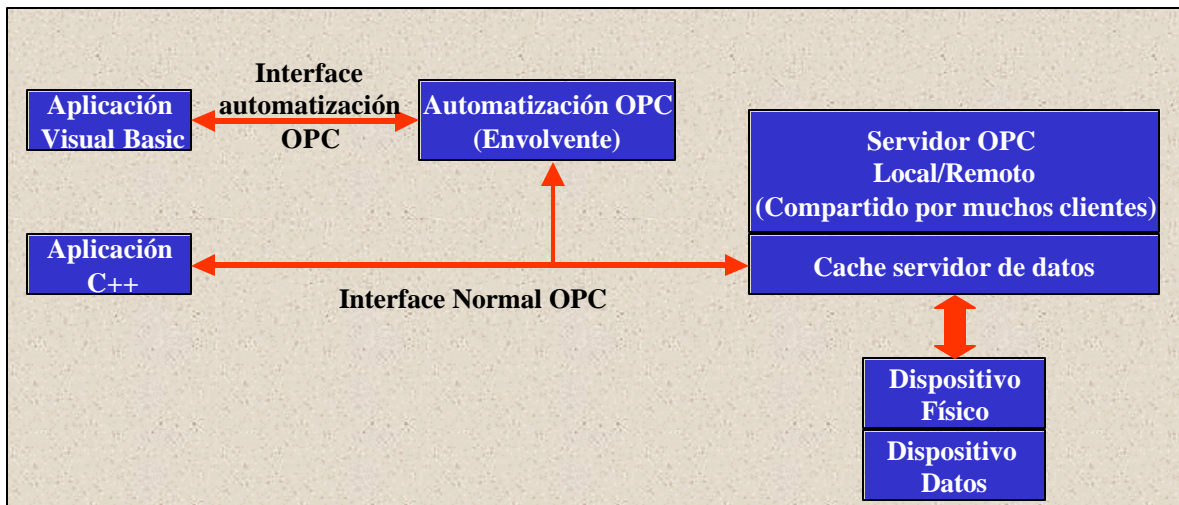 Aplicación
Visual Basic
Interface
automatización
OPC
Automatización OPC
(Envolvente)
Servidor OPC
Local/Remoto
(Compartido por muchos clientes)
Cache servidor de datos
Aplicación
C++
Interface Normal OPC
Dispositivo
Físico
Dispositivo
Datos